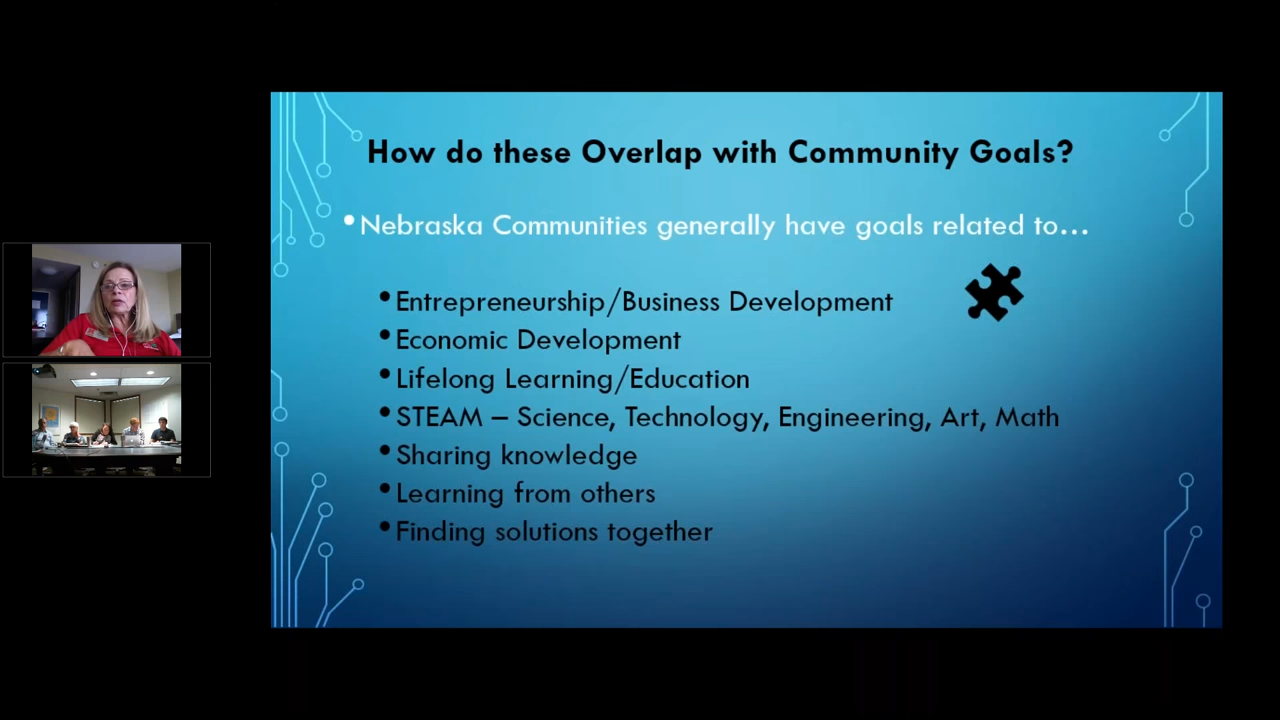 How do these Overlap with Community Goals?
•Nebraska Communities generally have goals related to...
•Entrepreneurship/Business Development
•Economic Development
•Lifelong Learning/Education
•STEAM – Science, Technology, Engineering, Art, Math
•Sharing knowledge
•Learning from others
•Finding solutions together